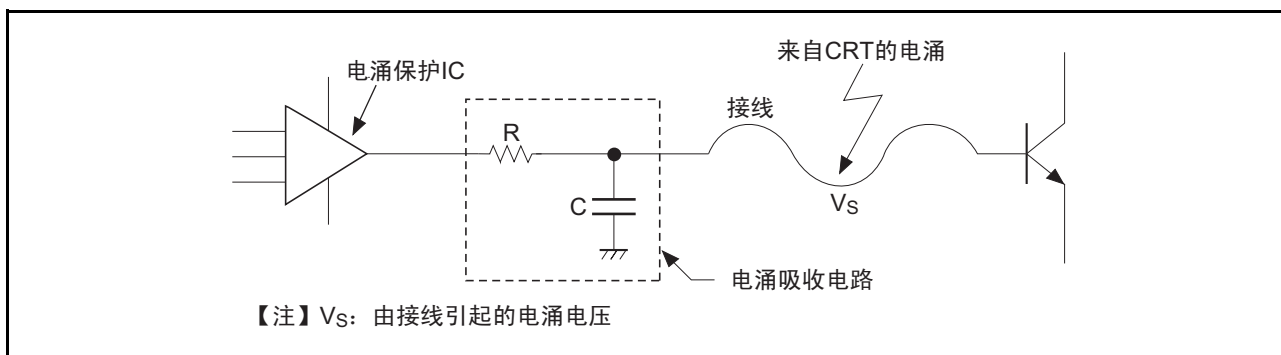 来自CRT的电涌
电涌保护IC
接线
R
C
VS
电涌吸收电路
【注】VS：由接线引起的电涌电压